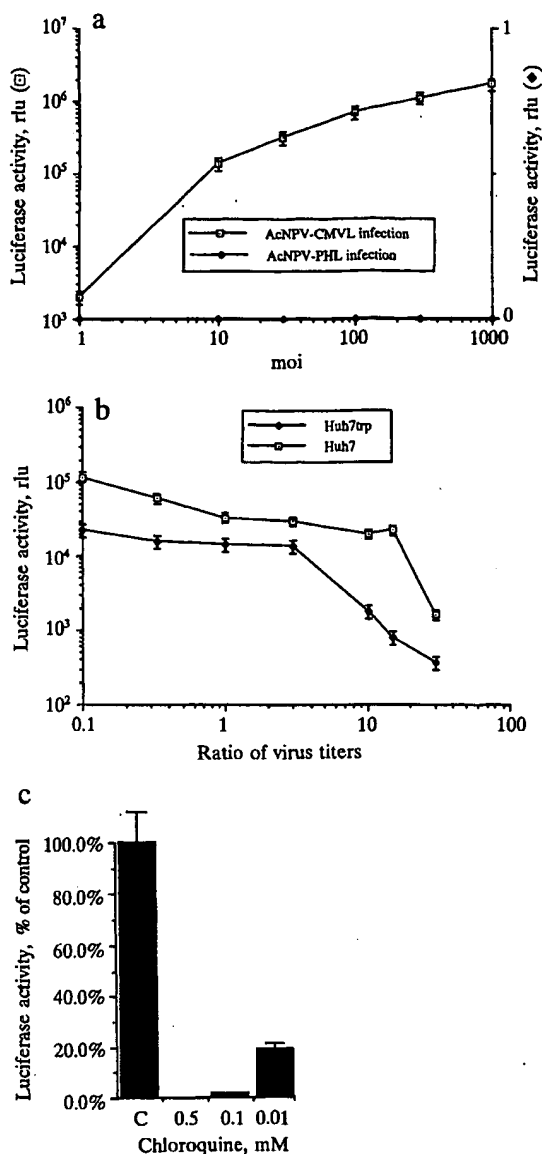 a
Luciferase activity, rlu (⊡)
10⁷
10⁶
10⁵
10⁴
10³
1
0
Luciferase activity, rlu (◆)
AcNPV-CMVL infection
AcNPV-PHL infection
1 10 100 1000
moi
b
Luciferase activity, rlu
10⁶
10⁵
10⁴
10³
10²
Huh7trp
Huh7
0.1 1 10 100
Ratio of virus titers
c
Luciferase activity, % of control
100.0%
80.0%
60.0%
40.0%
20.0%
0.0%
C 0.5 0.1 0.01
Chloroquine, mM